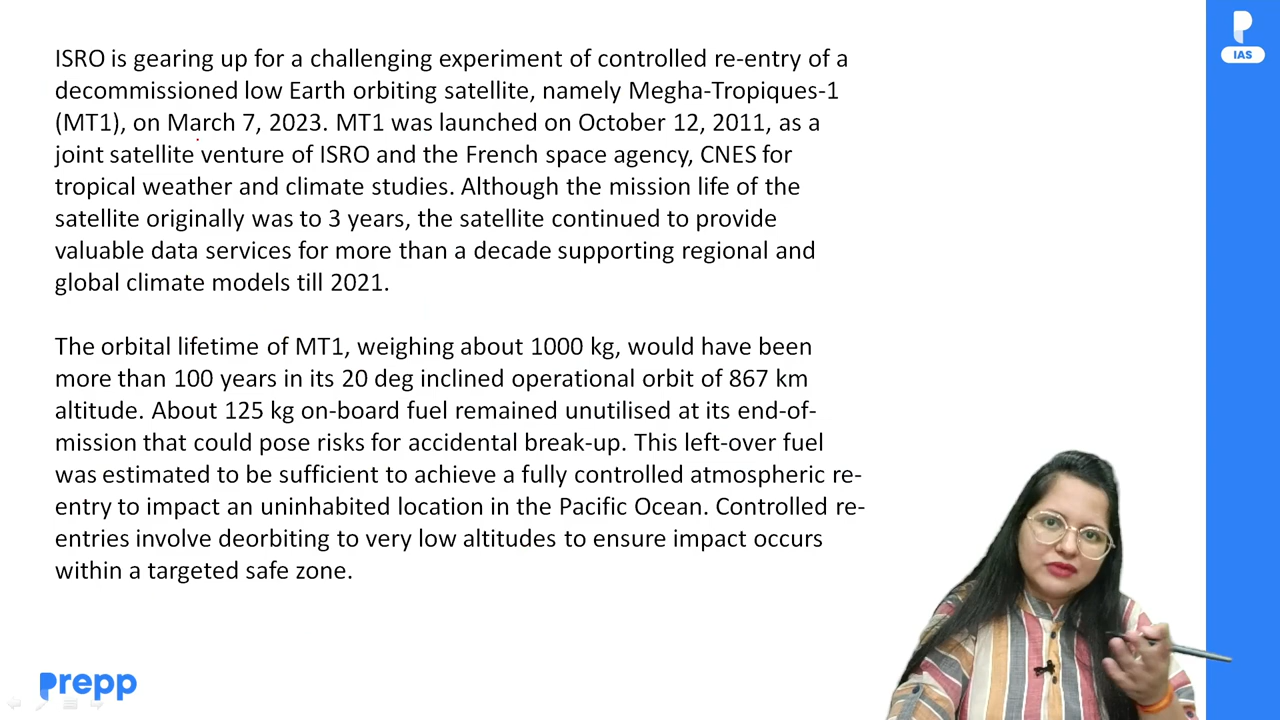 ISRO is gearing up for a challenging experiment of controlled re-entry of a
decommissioned low Earth orbiting satellite, namely Megha-Tropiques-1
(MT1), on March 7, 2023. MT1 was launched on October 12, 2011, as a
joint satellite venture of ISRO and the French space agency, CNES for
tropical weather and climate studies. Although the mission life of the
satellite originally was to 3 years, the satellite continued to provide
valuable data services for more than a decade supporting regional and
global climate models till 2021.
The orbital lifetime of MT1, weighing about 1000 kg, would have been
more than 100 years in its 20 deg inclined operational orbit of 867 km
altitude. About 125 kg on-board fuel remained unutilised at its end-of-
mission that could pose risks for accidental break-up. This left-over fuel
was estimated to be sufficient to achieve a fully controlled atmospheric re-
entry to impact an uninhabited location in the Pacific Ocean. Controlled re-
entries involve deorbiting to very low altitudes to ensure impact occurs
within a targeted safe zone.
IAS
prepp